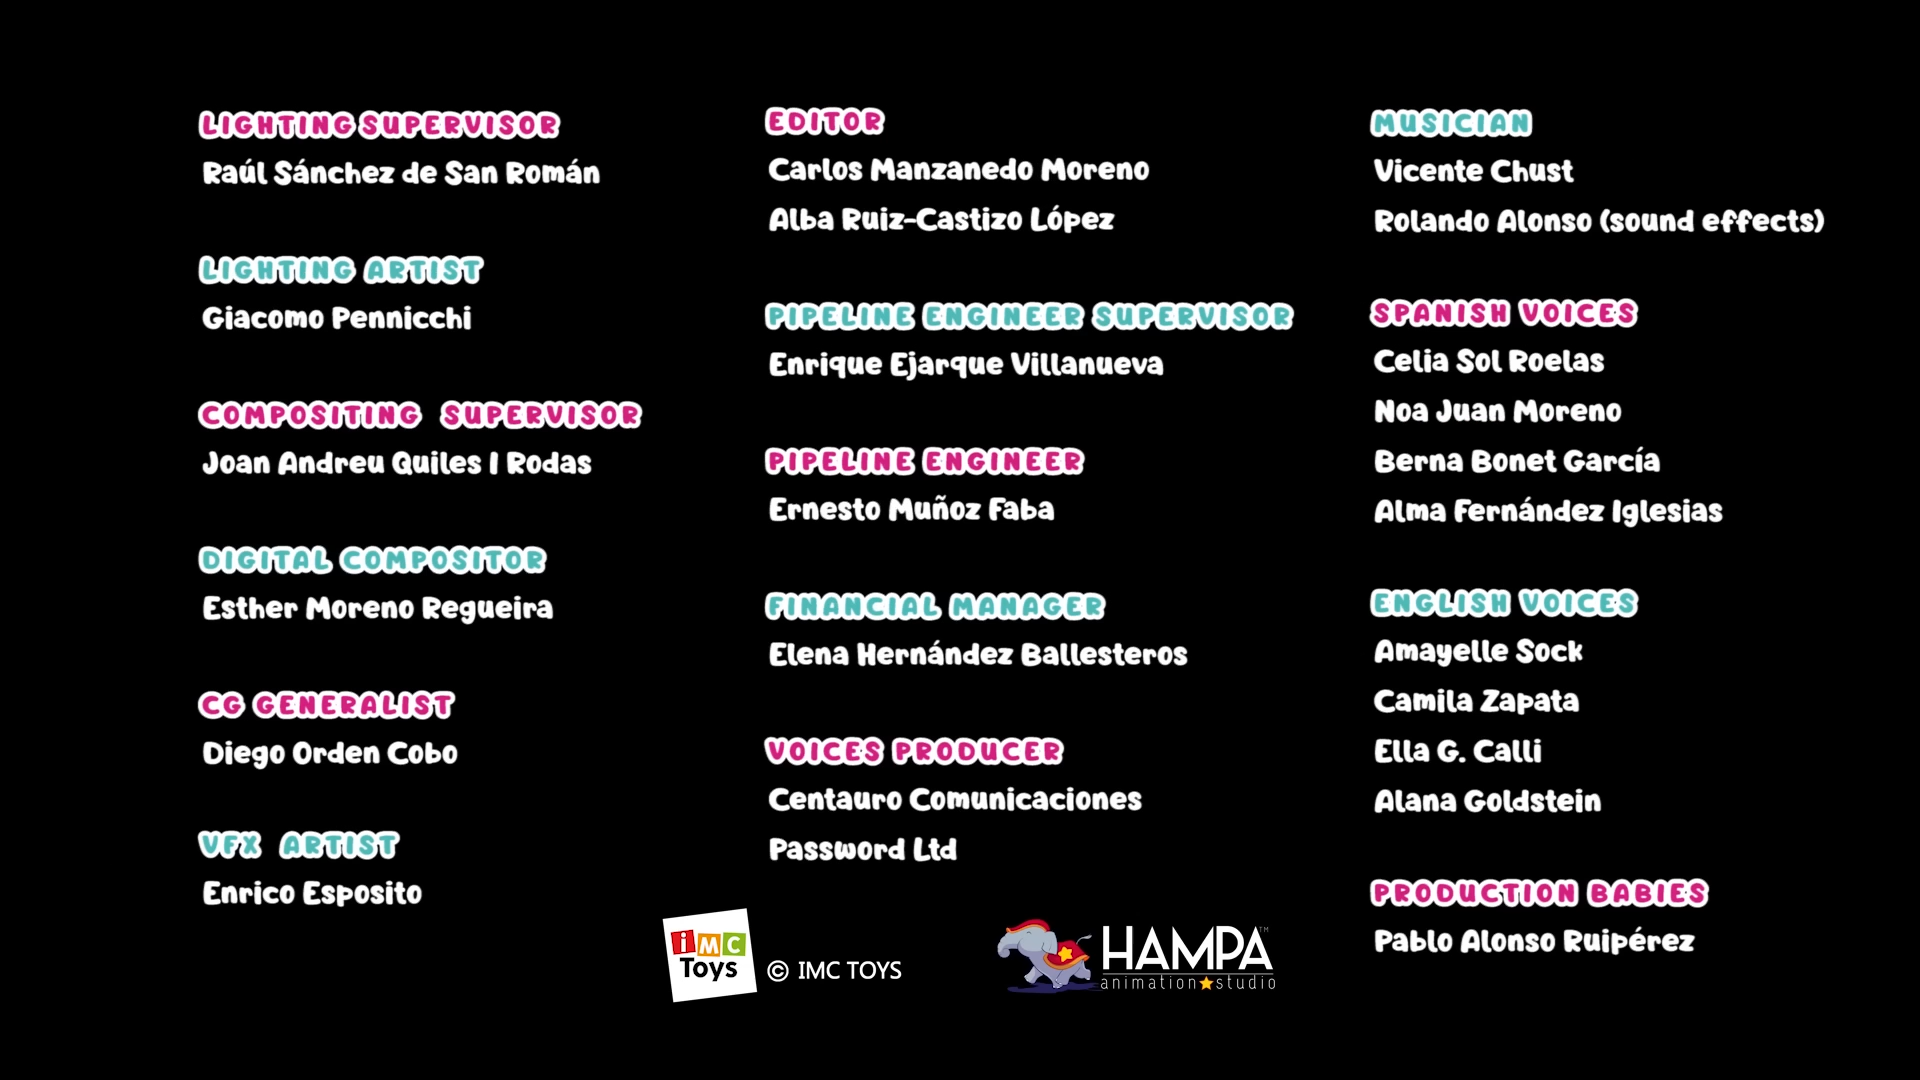 LIGHTING SUPERVISOR
Raúl Sánchez de San Román
LIGHTING ARTIST
Giacomo Pennicchi
COMPOSITING SUPERVISOR
Joan Andreu Quiles I Rodas
DIGITAL COMPOSITOR
Esther Moreno Regueira
CG GENERALIST
Diego Orden Cobo
VFX ARTIST
Enrico Esposito
EDITOR
Carlos Manzanedo Moreno
Alba Ruiz-Castizo López
PIPELINE ENGINEER SUPERVISOR
Enrique Ejarque Villanueva
PIPELINE ENGINEER
Ernesto Muñoz Faba
FINANCIAL MANAGER
Elena Hernández Ballesteros
VOICES PRODUCER
Centauro Comunicaciones
Password Ltd
MUSICIAN
Vicente Chust
Rolando Alonso (sound effects)
SPANISH VOICES
Celia Sol Roelas
Noa Juan Moreno
Berna Bonet García
Alma Fernández Iglesias
ENGLISH VOICES
Amayelle Sock
Camila Zapata
Ella G. Calli
Alana Goldstein
PRODUCTION BABIES
Pablo Alonso Ruipérez
iMC
Toys
© IMC TOYS
HAMPA™
animation studio